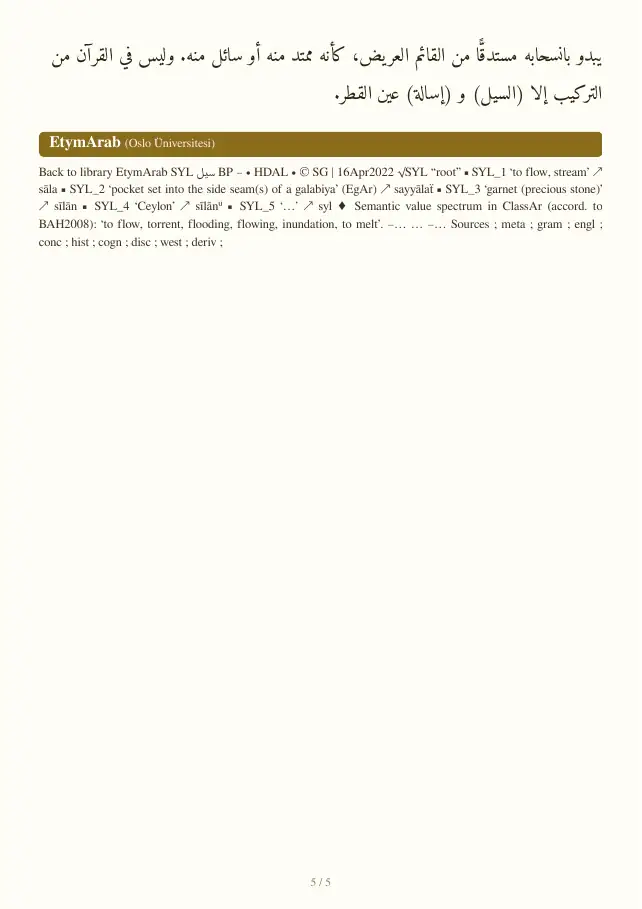 يبدو بانسحابه مستدقًّا من القائم العريض، كأنه ممتد منه أو سائل منه. وليس في القرآن من
التركيب إلا (السيل) و (إسالة) عين القطر.
EtymArab (Oslo Üniversitesi)
Back to library EtymArab SYL سيل BP – • HDAL • © SG | 16Apr2022 √SYL “root” ▪ SYL_1 ‘to flow, stream’ ↗
sāla ▪ SYL_2 ‘pocket set into the side seam(s) of a galabiya’ (EgAr) ↗ sayyālaẗ ▪ SYL_3 ‘garnet (precious stone)’
↗ sīlān ▪ SYL_4 ‘Ceylon’ ↗ sīlānᵘ ▪ SYL_5 ‘…’ ↗ syl ♦ Semantic value spectrum in ClassAr (accord. to
BAH2008): ‘to flow, torrent, flooding, flowing, inundation, to melt’. –… … –… Sources ; meta ; gram ; engl ;
conc ; hist ; cogn ; disc ; west ; deriv ;
5 / 5